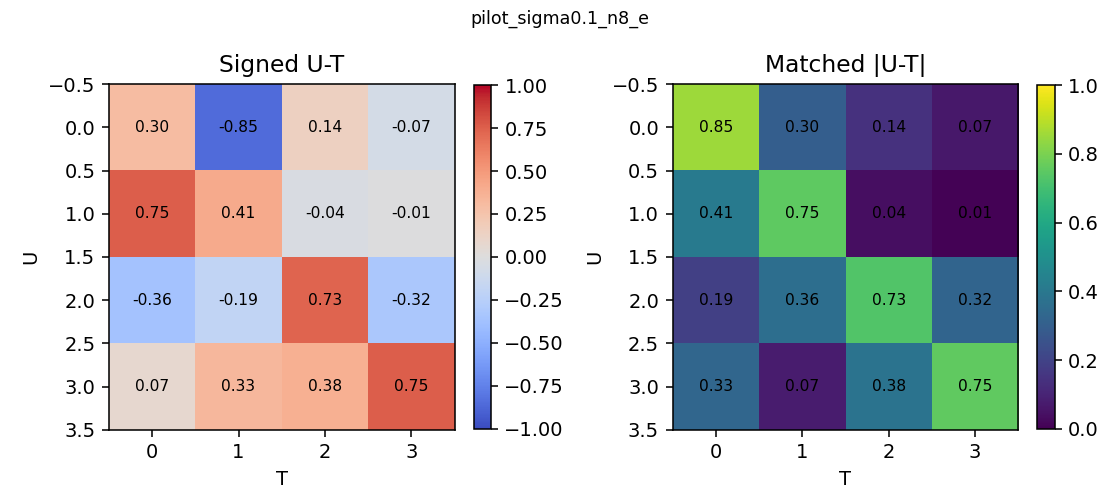 pilot_sigma0.1_n8_e
Signed U-T
−0.5
0.0
0.5
1.0
1.5
2.0
2.5
3.0
3.5
U
0.30 -0.85 0.14 -0.07
0.75 0.41 -0.04 -0.01
-0.36 -0.19 0.73 -0.32
0.07 0.33 0.38 0.75
0 1 2 3
T
1.00
0.75
0.50
0.25
0.00
−0.25
−0.50
−0.75
−1.00
Matched |U-T|
−0.5
0.0
0.5
1.0
1.5
2.0
2.5
3.0
3.5
U
0.85 0.30 0.14 0.07
0.41 0.75 0.04 0.01
0.19 0.36 0.73 0.32
0.33 0.07 0.38 0.75
0 1 2 3
T
1.0
0.8
0.6
0.4
0.2
0.0